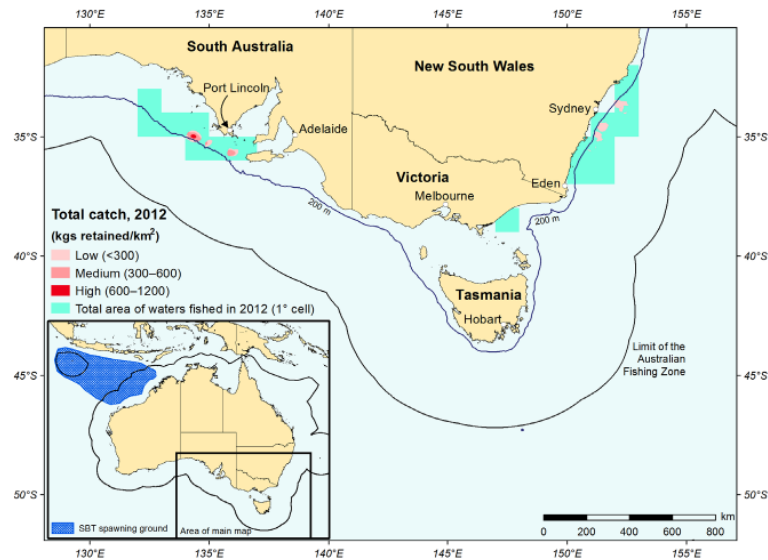 130°E 135°E 140°E 145°E 150°E 155°E
South Australia
New South Wales
Port Lincoln
Sydney
35°S 35°S
Adelaide
Victoria
Eden
Melbourne
200 m
200 m
Total catch, 2012
(kgs retained/km²)
Low (<300)
Medium (300–600)
High (600–1200)
Total area of waters fished in 2012 (1° cell)
40°S 40°S
Tasmania
Hobart
Limit of the
Australian
Fishing Zone
45°S 45°S
50°S 50°S
SBT spawning ground
Area of main map
km
0 200 400 600 800
130°E 135°E 140°E 145°E 150°E 155°E